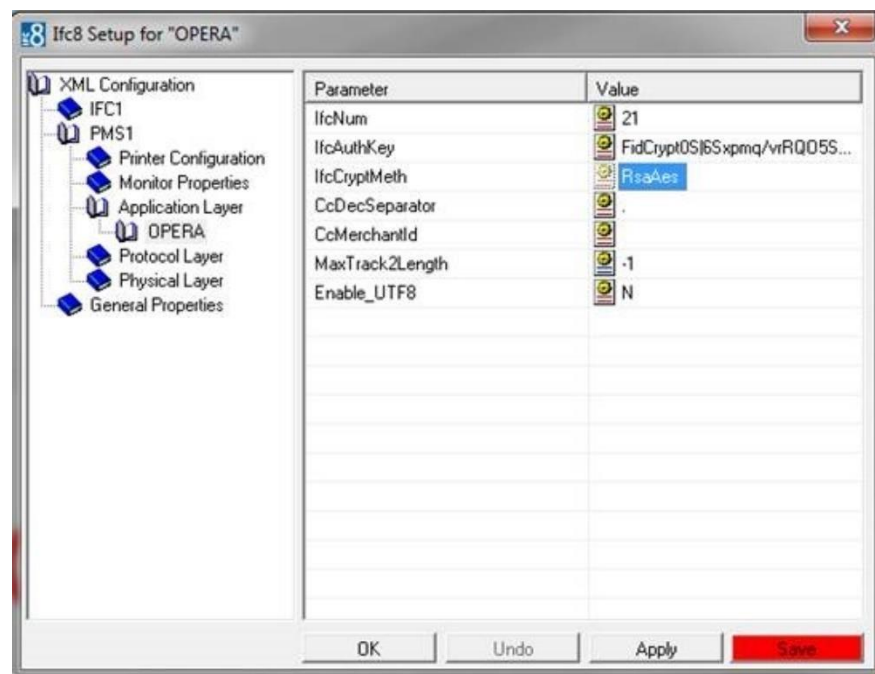 Ifc8 Setup for "OPERA"
XML Configuration
IFC1
PMS1
Printer Configuration
Monitor Properties
Application Layer
OPERA
Protocol Layer
Physical Layer
General Properties
Parameter Value
IfcNum 21
IfcAuthKey FidCrypt0S|6Sxpmq/vrRQO5S...
IfcCryptMeth RsaAes
CcDecSeparator .
CcMerchantId
MaxTrack2Length -1
Enable_UTF8 N
OK Undo Apply Save